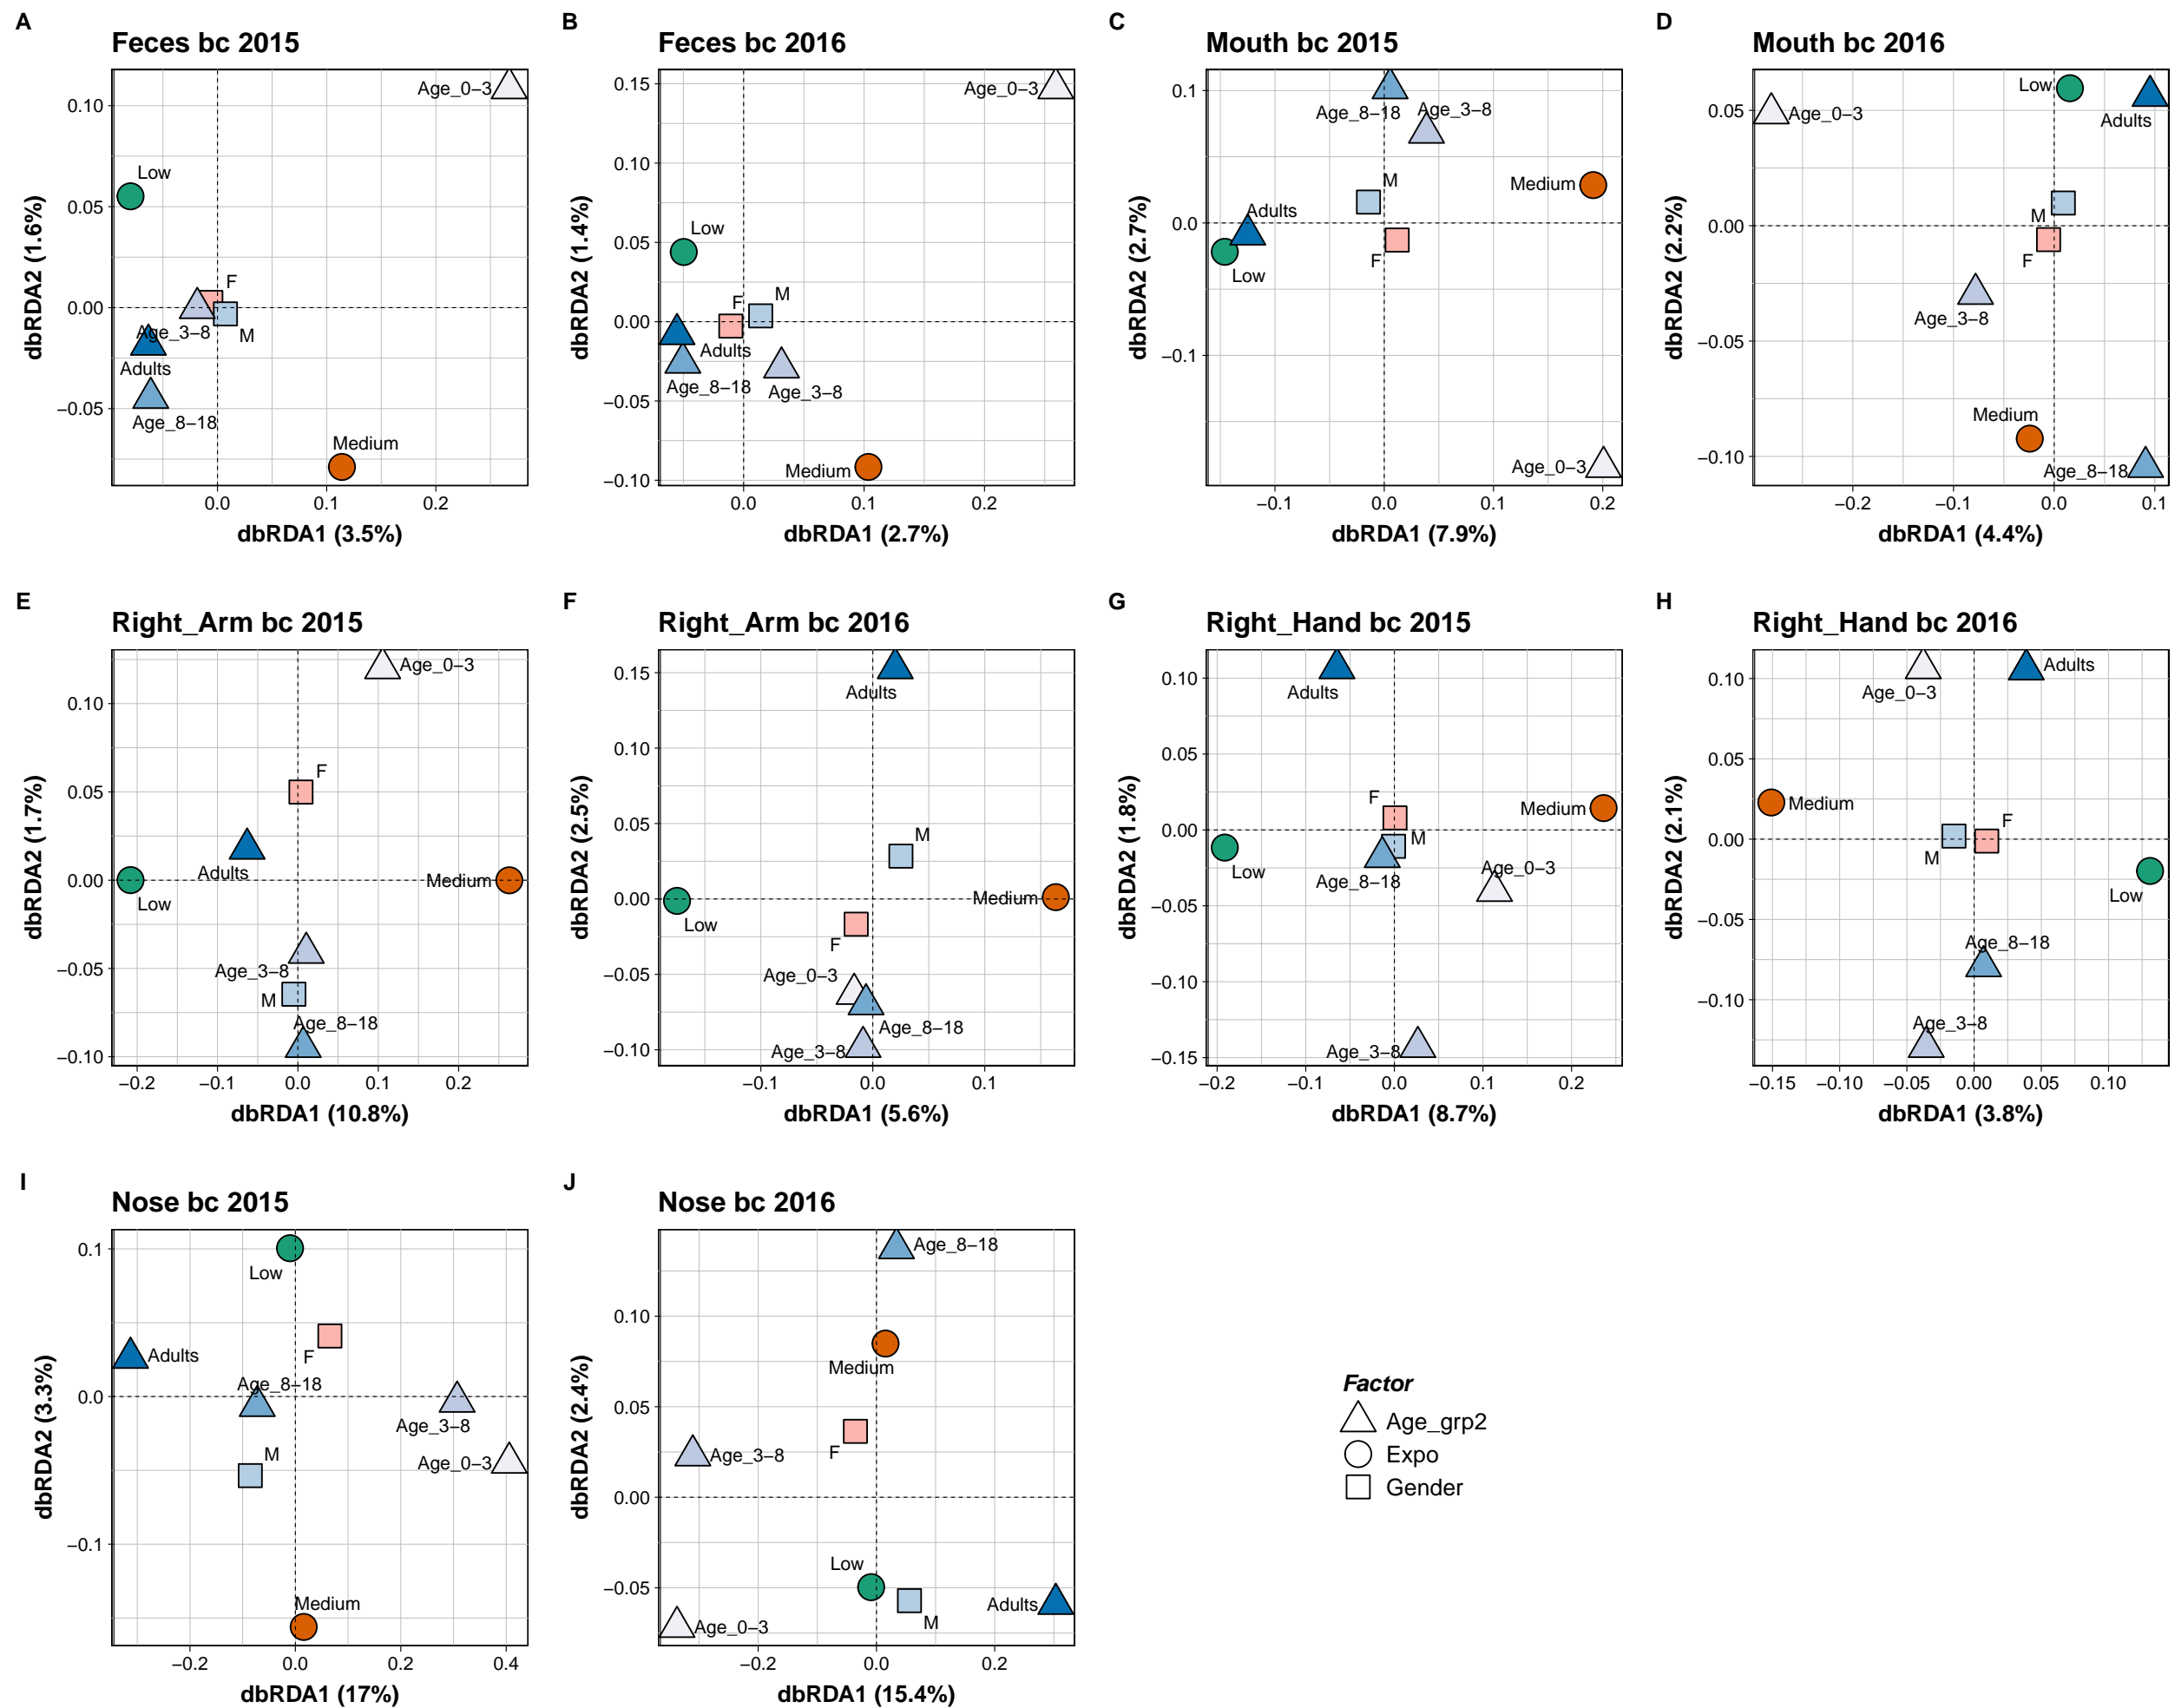 A
Feces bc 2015
dbRDA2 (1.6%)
0.10
0.05
0.00
−0.05
Age_0−3
Low
F
Age_3−8
M
Adults
Age_8−18
Medium
0.0
0.1
0.2
dbRDA1 (3.5%)
B
Feces bc 2016
dbRDA2 (1.4%)
0.15
0.10
0.05
0.00
−0.05
−0.10
Age_0−3
Low
F
M
Adults
Age_8−18
Age_3−8
Medium
0.0
0.1
0.2
dbRDA1 (2.7%)
C
Mouth bc 2015
dbRDA2 (2.7%)
0.1
0.0
−0.1
Age_8−18
Age_3−8
Medium
M
Adults
Low
F
Age_0−3
−0.1
0.0
0.1
0.2
dbRDA1 (7.9%)
D
Mouth bc 2016
dbRDA2 (2.2%)
0.05
0.00
−0.05
−0.10
Low
Age_0−3
Adults
M
F
Age_3−8
Medium
Age_8−18
−0.2
−0.1
0.0
0.1
dbRDA1 (4.4%)
E
Right_Arm bc 2015
dbRDA2 (1.7%)
0.10
0.05
0.00
−0.05
−0.10
Age_0−3
F
Adults
Medium
Low
Age_3−8
M
Age_8−18
−0.2
−0.1
0.0
0.1
0.2
dbRDA1 (10.8%)
F
Right_Arm bc 2016
dbRDA2 (2.5%)
0.15
0.10
0.05
0.00
−0.05
−0.10
Adults
M
Medium
Low
F
Age_0−3
Age_8−18
Age_3−8
−0.1
0.0
0.1
dbRDA1 (5.6%)
G
Right_Hand bc 2015
dbRDA2 (1.8%)
0.10
0.05
0.00
−0.05
−0.10
−0.15
Adults
F
Medium
M
Low
Age_8−18
Age_0−3
Age_3−8
−0.2
−0.1
0.0
0.1
0.2
dbRDA1 (8.7%)
H
Right_Hand bc 2016
dbRDA2 (2.1%)
0.10
0.05
0.00
−0.05
−0.10
Age_0−3
Adults
Medium
F
M
Low
Age_8−18
Age_3−8
−0.15
−0.10
−0.05
0.00
0.05
0.10
dbRDA1 (3.8%)
I
Nose bc 2015
dbRDA2 (3.3%)
0.1
0.0
−0.1
Low
F
Adults
Age_8−18
Age_3−8
M
Age_0−3
Medium
−0.2
0.0
0.2
0.4
dbRDA1 (17%)
J
Nose bc 2016
dbRDA2 (2.4%)
0.10
0.05
0.00
−0.05
Age_8−18
Medium
F
Age_3−8
Low
M
Adults
Age_0−3
−0.2
0.0
0.2
dbRDA1 (15.4%)
Factor
Age_grp2
Expo
Gender